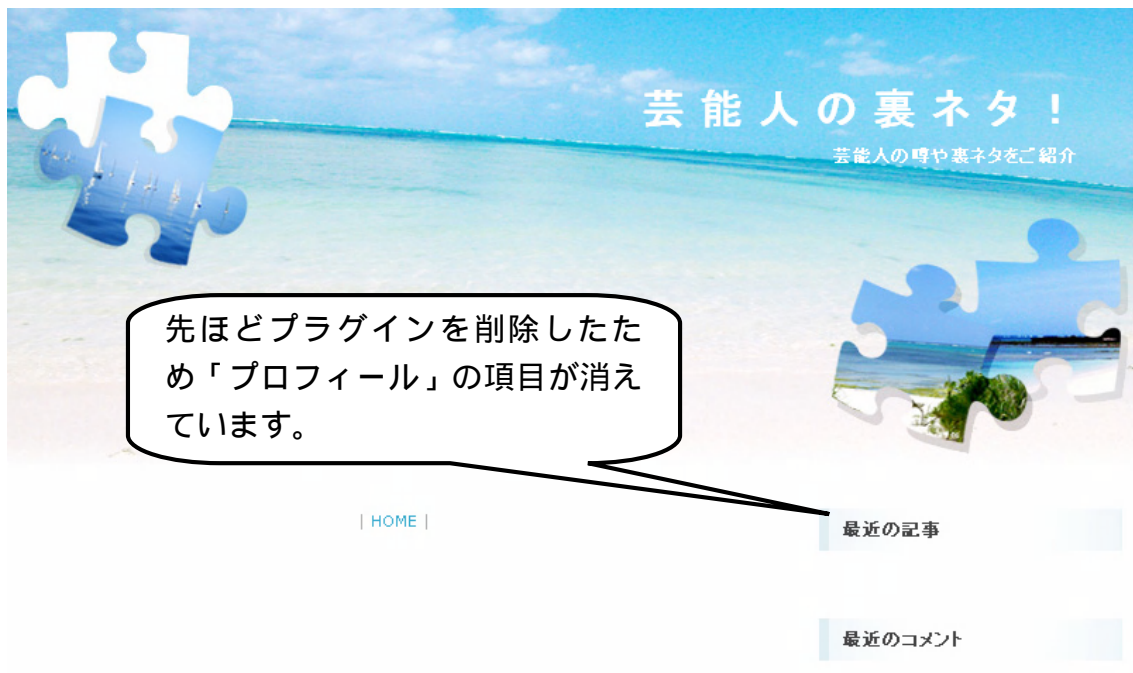 芸能人の裏ネタ！
芸能人の噂や裏ネタをご紹介
先ほどプラグインを削除したた
め「プロフィール」の項目が消え
ています。
| HOME |
最近の記事
最近のコメント